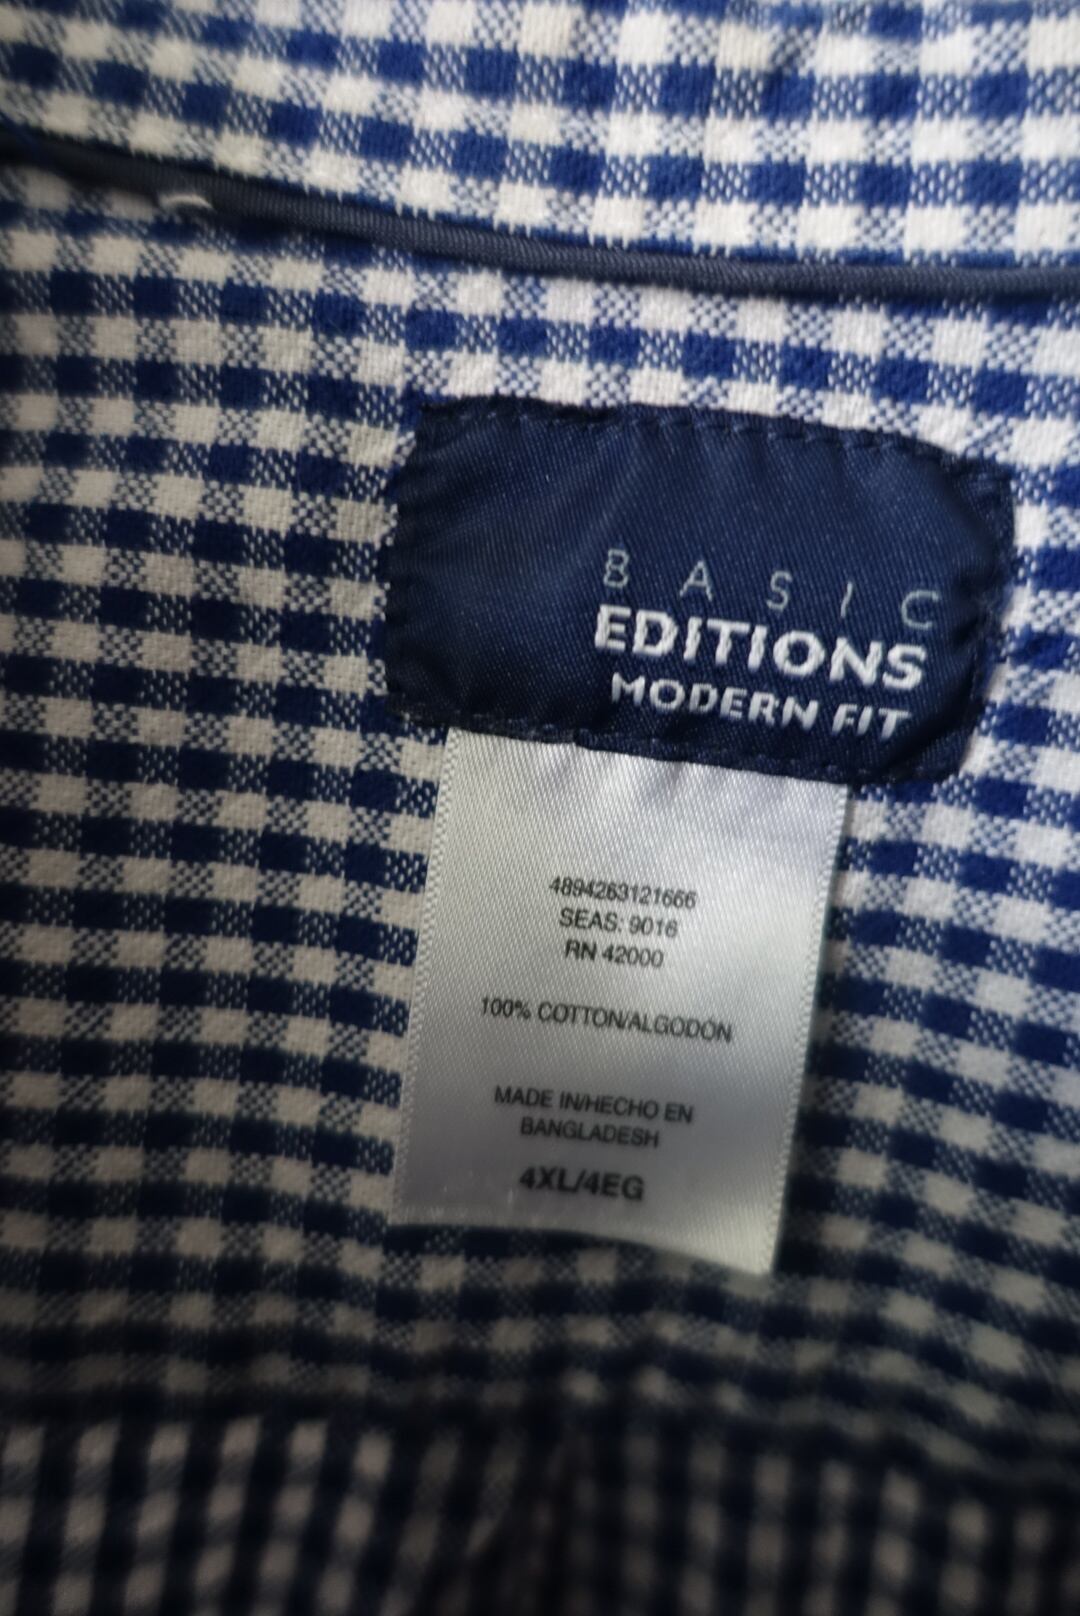 BASIC
EDITIONS
MODERN FIT
4894263121666
SEAS: 9016
RN 42000
100% COTTON/ALGODÓN
MADE IN/HECHO EN
BANGLADESH
4XL/4EG